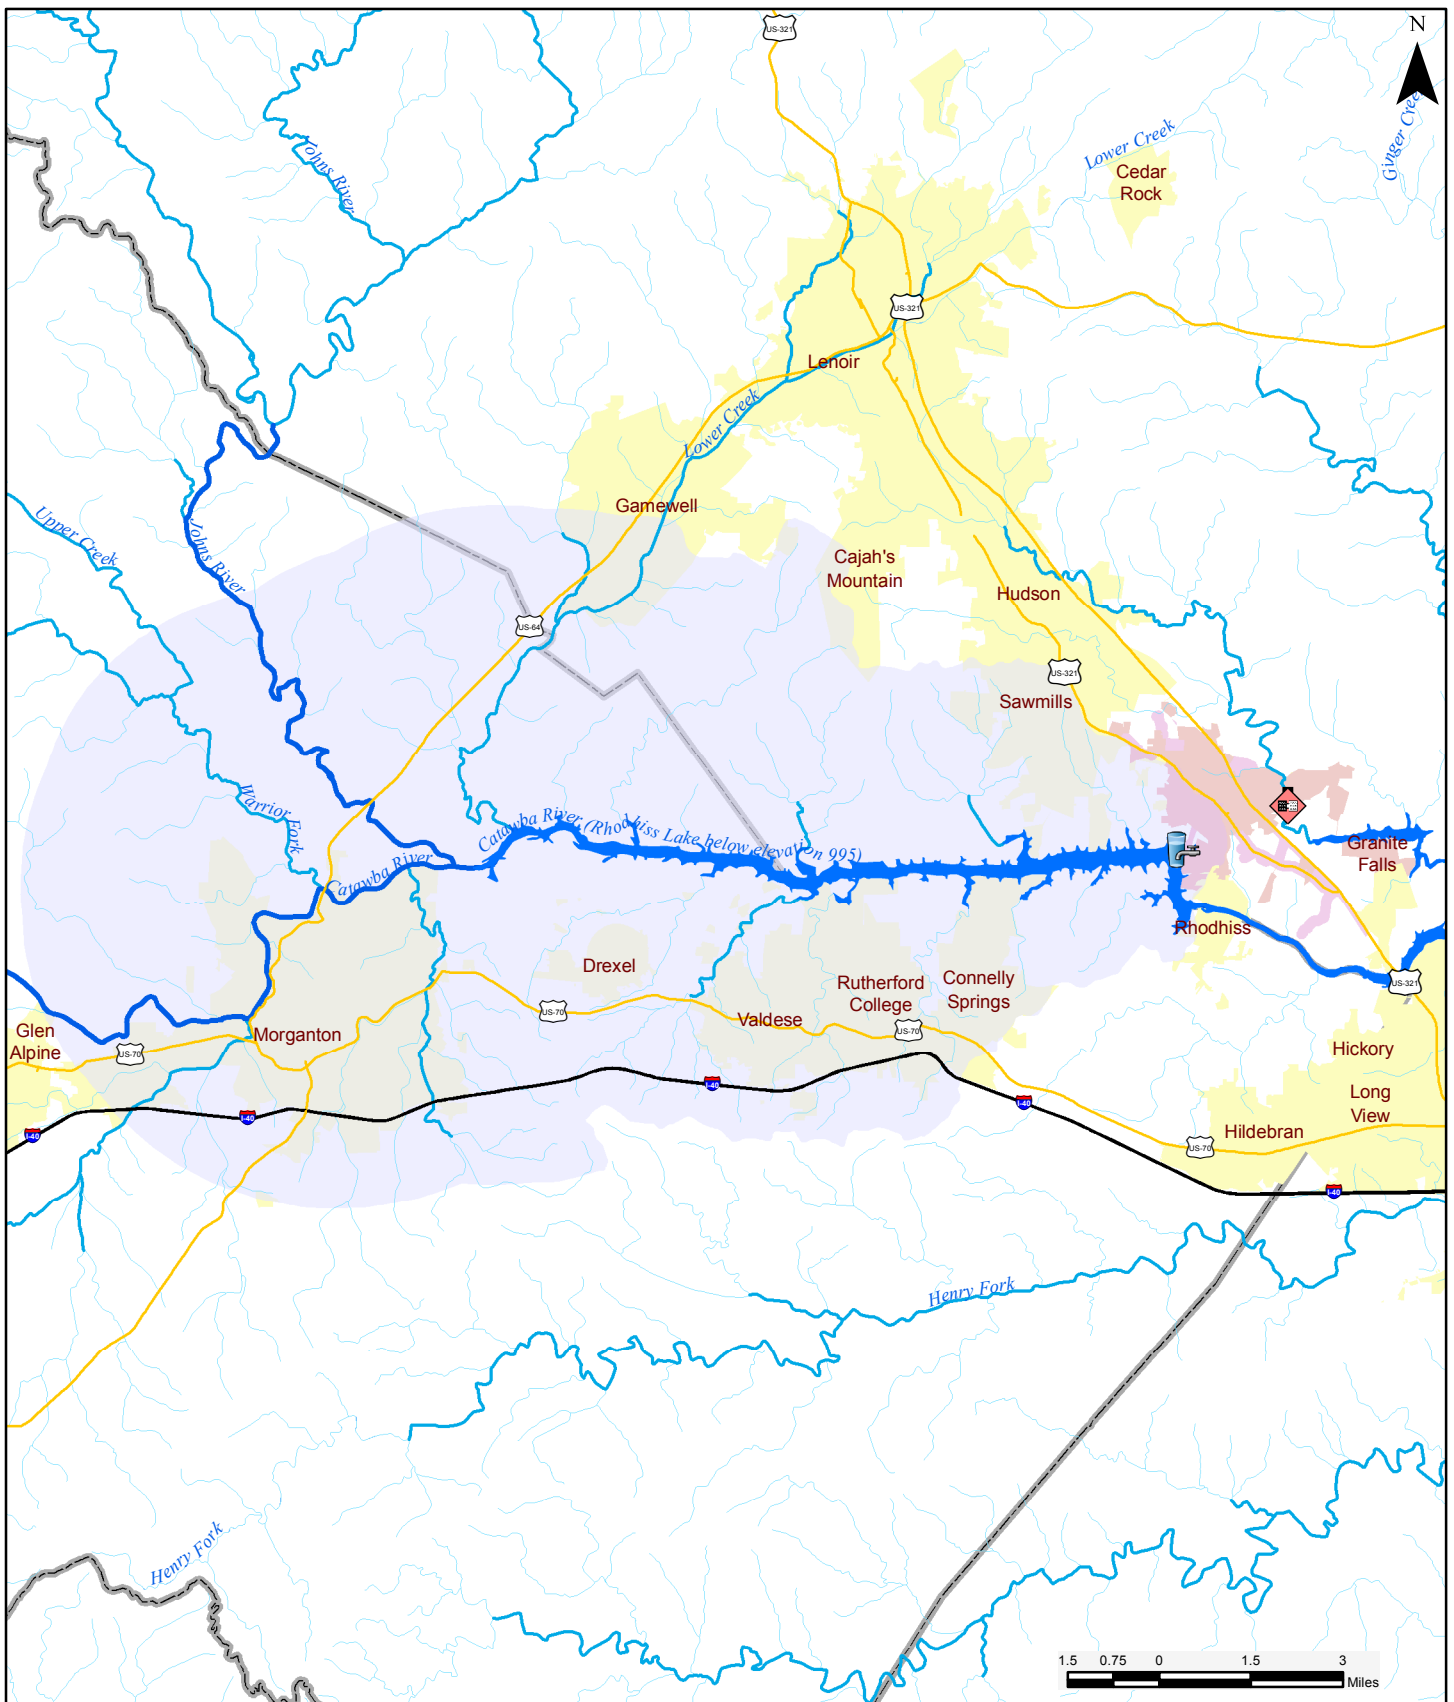 US-321
N
Ginger Cree
Lower Creek
Johns River
Cedar
Rock
US-321
Lenoir
Lower Creek
Gamewell
Upper Creek
Johns River
Cajah's
Mountain
Hudson
US-64
US-321
Sawmills
Warrior Fork
Catawba River (Rhodhiss Lake below elevation 995)
Granite
Falls
Catawba River
Rhodhiss
Drexel
Rutherford
College
Connelly
Springs
US-321
US-70
Valdese
US-70
Glen
Alpine
Morganton
US-70
Hickory
I-40
Long
View
I-40
I-40
I-40
Hildebran
US-70
I-40
Henry Fork
Henry Fork
1.5 0.75 0 1.5 3
Miles